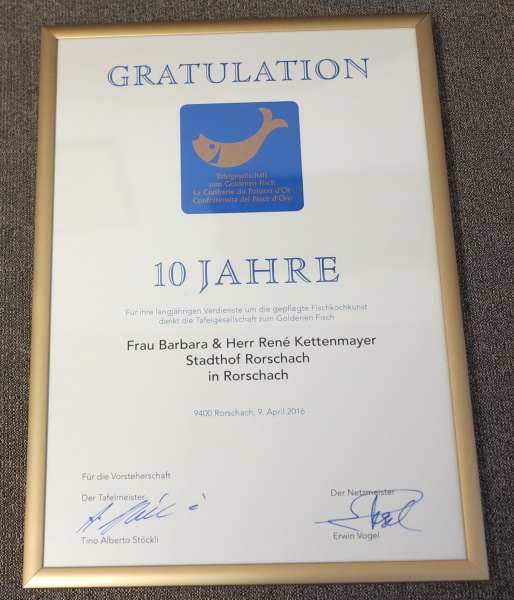 GRATULATION
Tafelgesellschaft
zum Goldenen Fisch
La Confrérie du Poisson d'Or
Confraternita del Pesce d'Oro
10 JAHRE
Für ihre langjährigen Verdienste um die gepflegte Fischkochkunst
dankt die Tafelgesellschaft zum Goldenen Fisch
Frau Barbara & Herr René Kettenmayer
Stadthof Rorschach
in Rorschach
9400 Rorschach, 9. April 2016
Für die Vorsteherschaft
Der Tafelmeister
Der Netzmeister
Tino Alberto Stöckli
Erwin Vogel